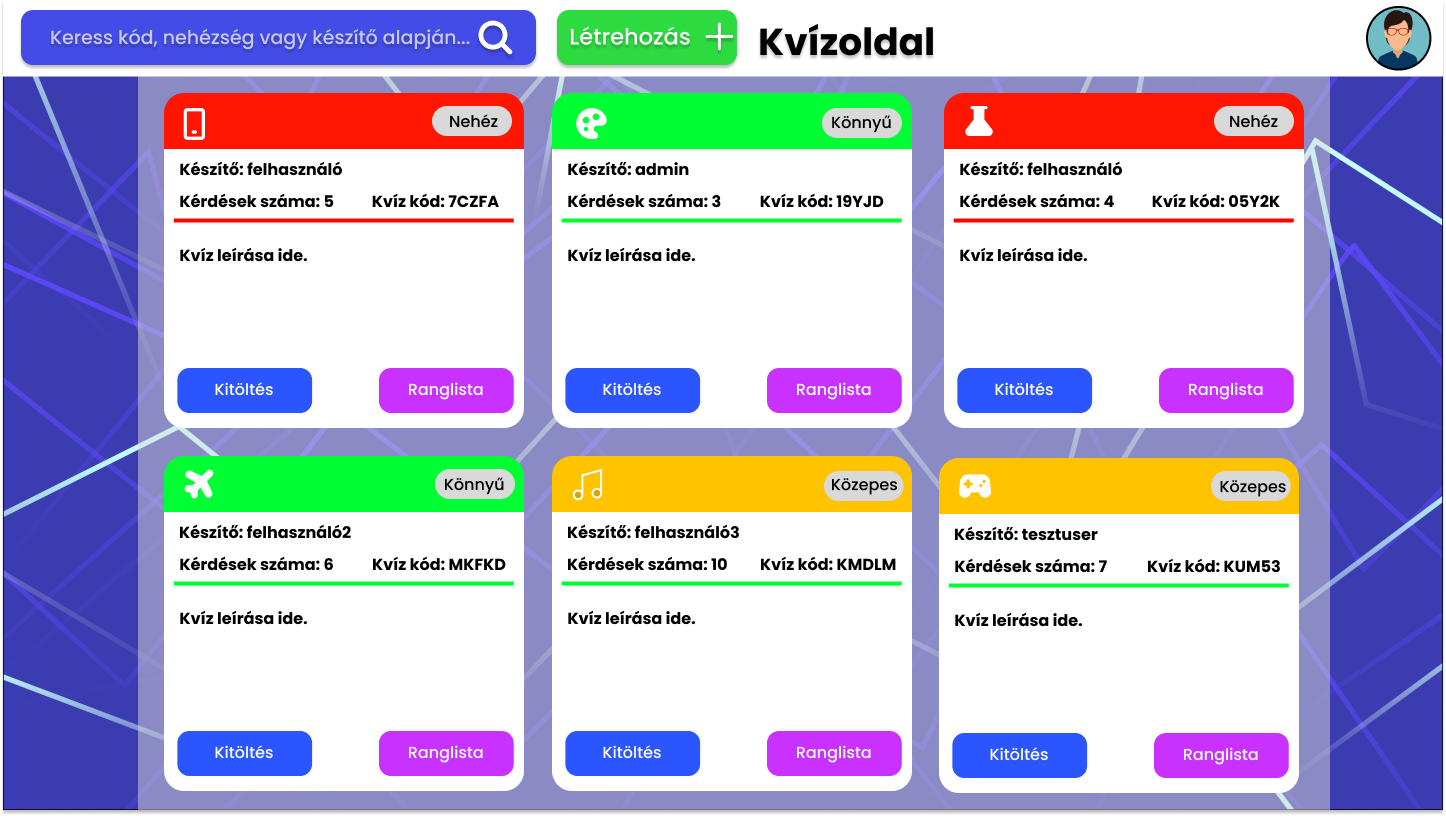 Keress kód, nehézség vagy készítő alapján...
Létrehozás
Kvízoldal
Nehéz
Készítő: felhasználó
Kérdések száma: 5 Kvíz kód: 7CZFA
Kvíz leírása ide.
Kitöltés Ranglista
Könnyű
Készítő: admin
Kérdések száma: 3 Kvíz kód: 19YJD
Kvíz leírása ide.
Kitöltés Ranglista
Nehéz
Készítő: felhasználó
Kérdések száma: 4 Kvíz kód: 05Y2K
Kvíz leírása ide.
Kitöltés Ranglista
Könnyű
Készítő: felhasználó2
Kérdések száma: 6 Kvíz kód: MKFKD
Kvíz leírása ide.
Kitöltés Ranglista
Közepes
Készítő: felhasználó3
Kérdések száma: 10 Kvíz kód: KMDLM
Kvíz leírása ide.
Kitöltés Ranglista
Közepes
Készítő: tesztuser
Kérdések száma: 7 Kvíz kód: KUM53
Kvíz leírása ide.
Kitöltés Ranglista